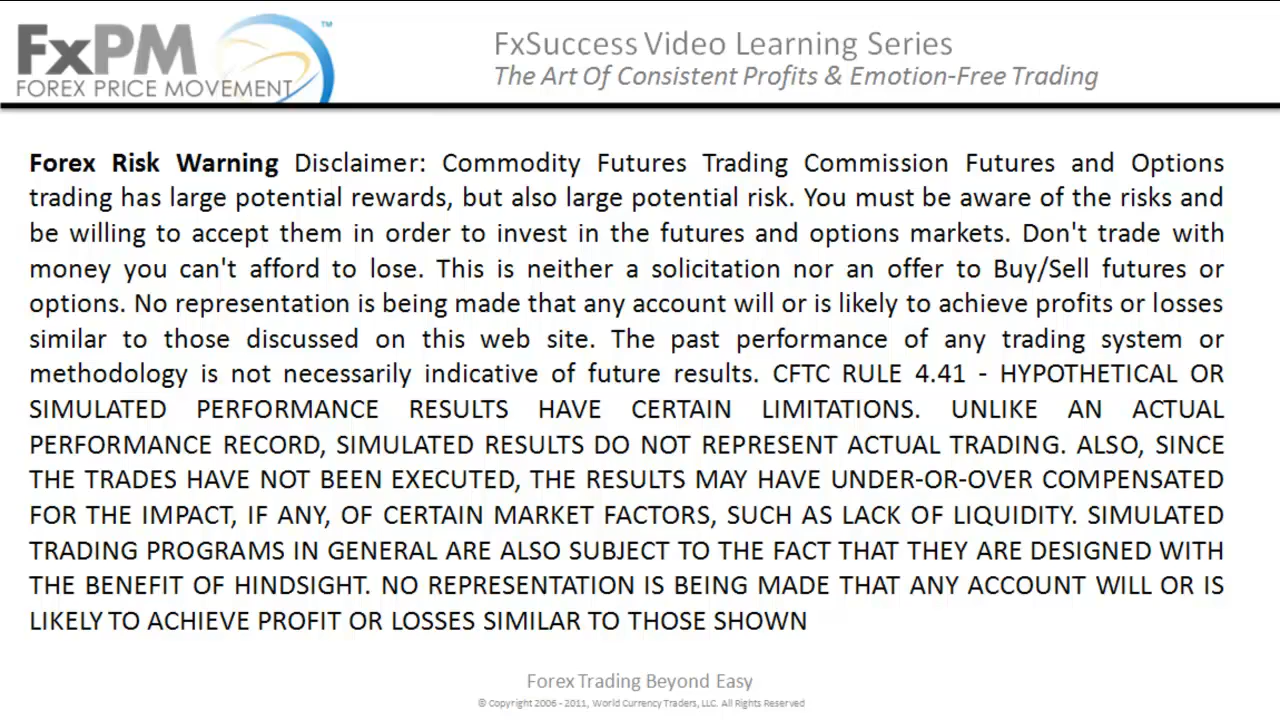 FxPM
FOREX PRICE MOVEMENT
™
FxSuccess Video Learning Series
The Art Of Consistent Profits & Emotion-Free Trading
Forex Risk Warning Disclaimer: Commodity Futures Trading Commission Futures and Options
trading has large potential rewards, but also large potential risk. You must be aware of the risks and
be willing to accept them in order to invest in the futures and options markets. Don't trade with
money you can't afford to lose. This is neither a solicitation nor an offer to Buy/Sell futures or
options. No representation is being made that any account will or is likely to achieve profits or losses
similar to those discussed on this web site. The past performance of any trading system or
methodology is not necessarily indicative of future results. CFTC RULE 4.41 - HYPOTHETICAL OR
SIMULATED PERFORMANCE RESULTS HAVE CERTAIN LIMITATIONS. UNLIKE AN ACTUAL
PERFORMANCE RECORD, SIMULATED RESULTS DO NOT REPRESENT ACTUAL TRADING. ALSO, SINCE
THE TRADES HAVE NOT BEEN EXECUTED, THE RESULTS MAY HAVE UNDER-OR-OVER COMPENSATED
FOR THE IMPACT, IF ANY, OF CERTAIN MARKET FACTORS, SUCH AS LACK OF LIQUIDITY. SIMULATED
TRADING PROGRAMS IN GENERAL ARE ALSO SUBJECT TO THE FACT THAT THEY ARE DESIGNED WITH
THE BENEFIT OF HINDSIGHT. NO REPRESENTATION IS BEING MADE THAT ANY ACCOUNT WILL OR IS
LIKELY TO ACHIEVE PROFIT OR LOSSES SIMILAR TO THOSE SHOWN
Forex Trading Beyond Easy
© Copyright 2006 - 2011, World Currency Traders, LLC. All Rights Reserved